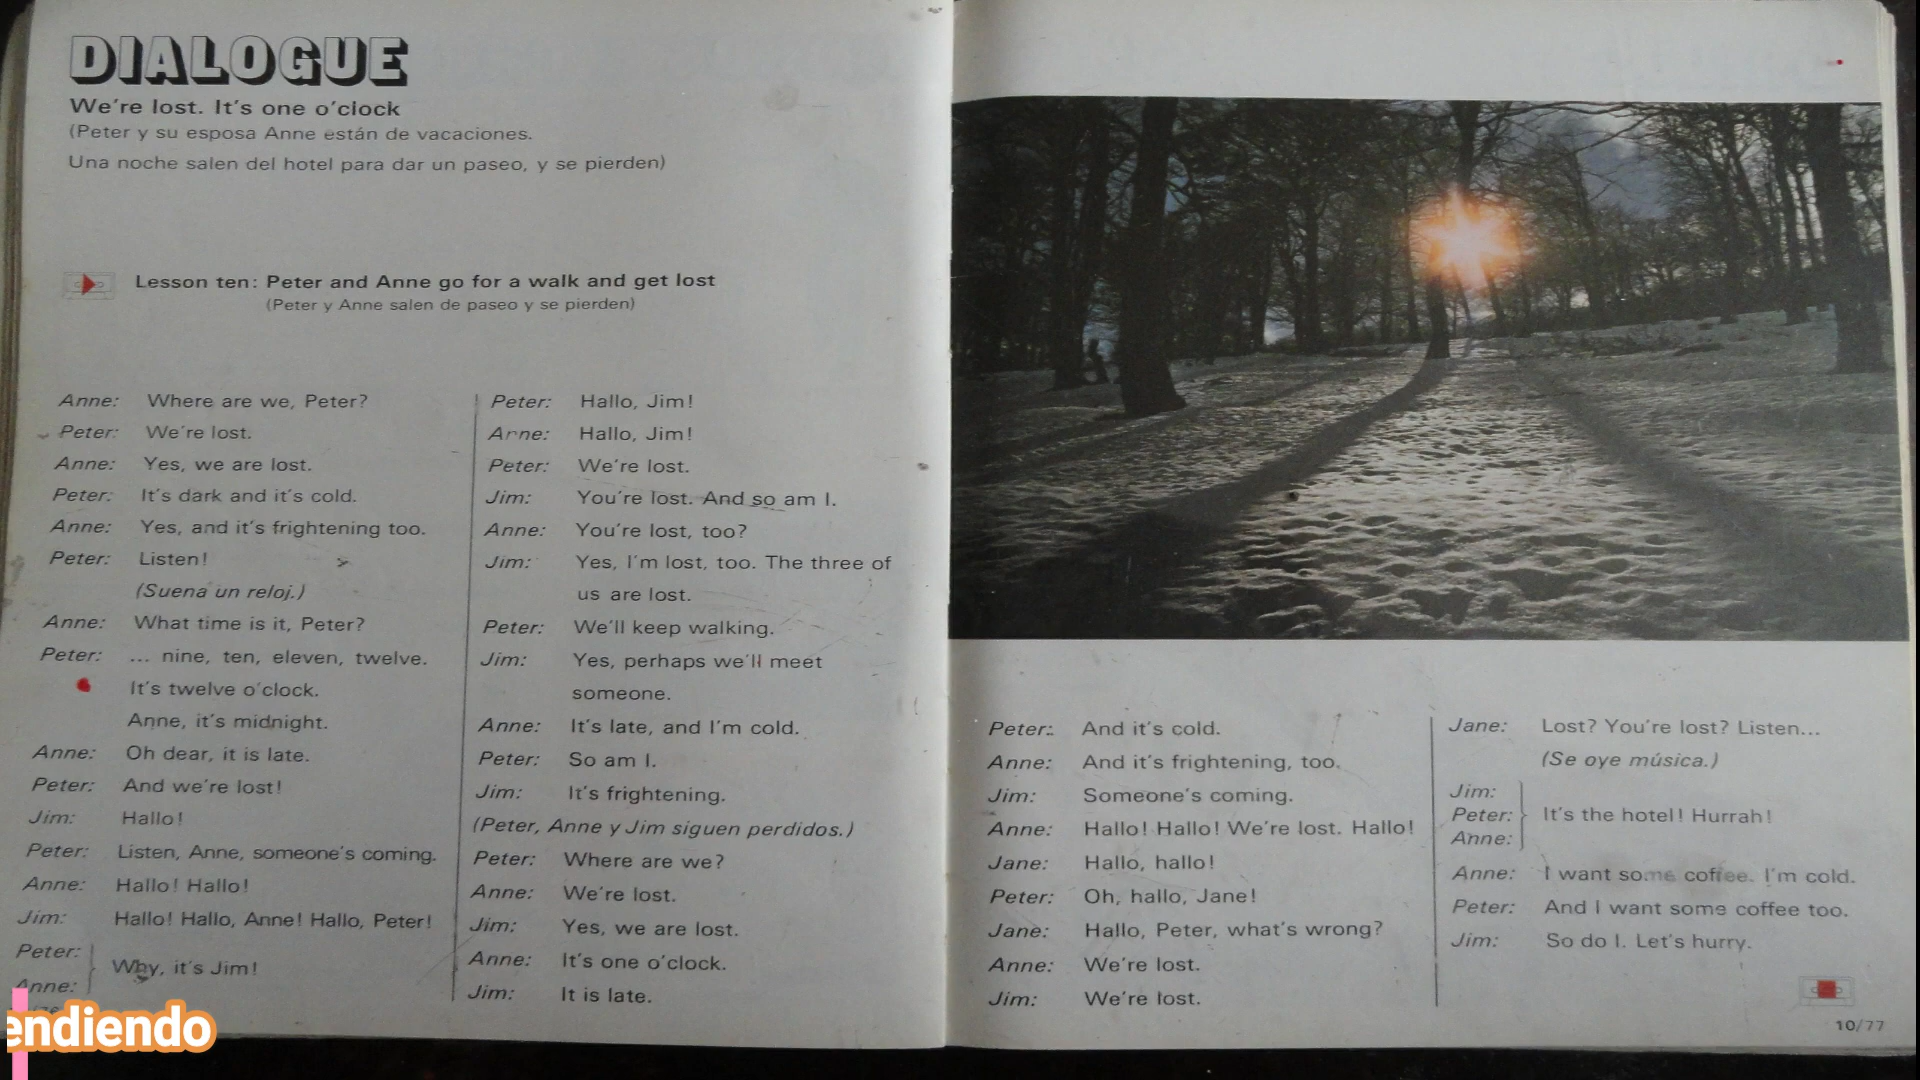 DIALOGUE
We're lost. It's one o'clock
(Peter y su esposa Anne están de vacaciones.
Una noche salen del hotel para dar un paseo, y se pierden)
Lesson ten: Peter and Anne go for a walk and get lost
(Peter y Anne salen de paseo y se pierden)
Anne: Where are we, Peter?
Peter: We're lost.
Anne: Yes, we are lost.
Peter: It's dark and it's cold.
Anne: Yes, and it's frightening too.
Peter: Listen!
(Suena un reloj.)
Anne: What time is it, Peter?
Peter: ... nine, ten, eleven, twelve.
It's twelve o'clock.
Anne, it's midnight.
Anne: Oh dear, it is late.
Peter: And we're lost!
Jim: Hallo!
Peter: Listen, Anne, someone's coming.
Anne: Hallo! Hallo!
Jim: Hallo! Hallo, Anne! Hallo, Peter!
Peter:
Why, it's Jim!
Anne:
Peter: Hallo, Jim!
Anne: Hallo, Jim!
Peter: We're lost.
Jim: You're lost. And so am I.
Anne: You're lost, too?
Jim: Yes, I'm lost, too. The three of
us are lost.
Peter: We'll keep walking.
Jim: Yes, perhaps we'll meet
someone.
Anne: It's late, and I'm cold.
Peter: So am I.
Jim: It's frightening.
(Peter, Anne y Jim siguen perdidos.)
Peter: Where are we?
Anne: We're lost.
Jim: Yes, we are lost.
Anne: It's one o'clock.
Jim: It is late.
Peter: And it's cold.
Anne: And it's frightening, too.
Jim: Someone's coming.
Anne: Hallo! Hallo! We're lost. Hallo!
Jane: Hallo, hallo!
Peter: Oh, hallo, Jane!
Jane: Hallo, Peter, what's wrong?
Anne: We're lost.
Jim: We're lost.
Jane: Lost? You're lost? Listen...
(Se oye música.)
Jim:
Peter: It's the hotel! Hurrah!
Anne:
Anne: I want some coffee. I'm cold.
Peter: And I want some coffee too.
Jim: So do I. Let's hurry.
10/77
endiendo